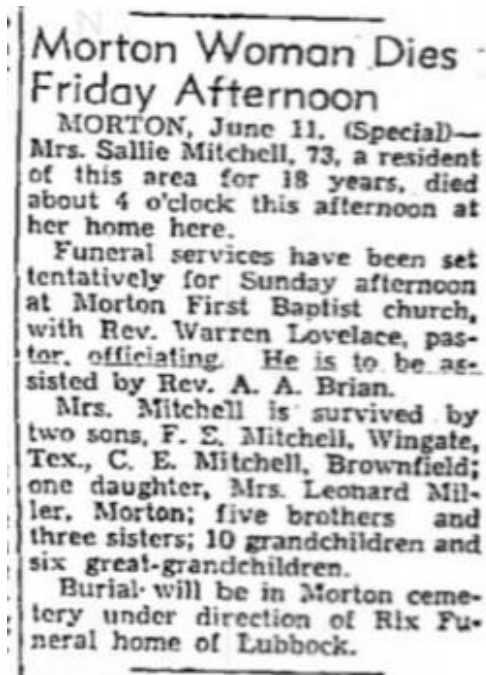 Morton Woman Dies
Friday Afternoon
MORTON, June 11. (Special)—
Mrs. Sallie Mitchell, 73, a resident
of this area for 18 years, died
about 4 o'clock this afternoon at
her home here.
Funeral services have been set
tentatively for Sunday afternoon
at Morton First Baptist church,
with Rev. Warren Lovelace, pas-
tor, officiating. He is to be as-
sisted by Rev. A. A. Brian.
Mrs. Mitchell is survived by
two sons, F. E. Mitchell, Wingate,
Tex., C. E. Mitchell, Brownfield;
one daughter, Mrs. Leonard Mil-
ler, Morton; five brothers and
three sisters; 10 grandchildren and
six great-grandchildren.
Burial will be in Morton ceme-
tery under direction of Rix Fu-
neral home of Lubbock.